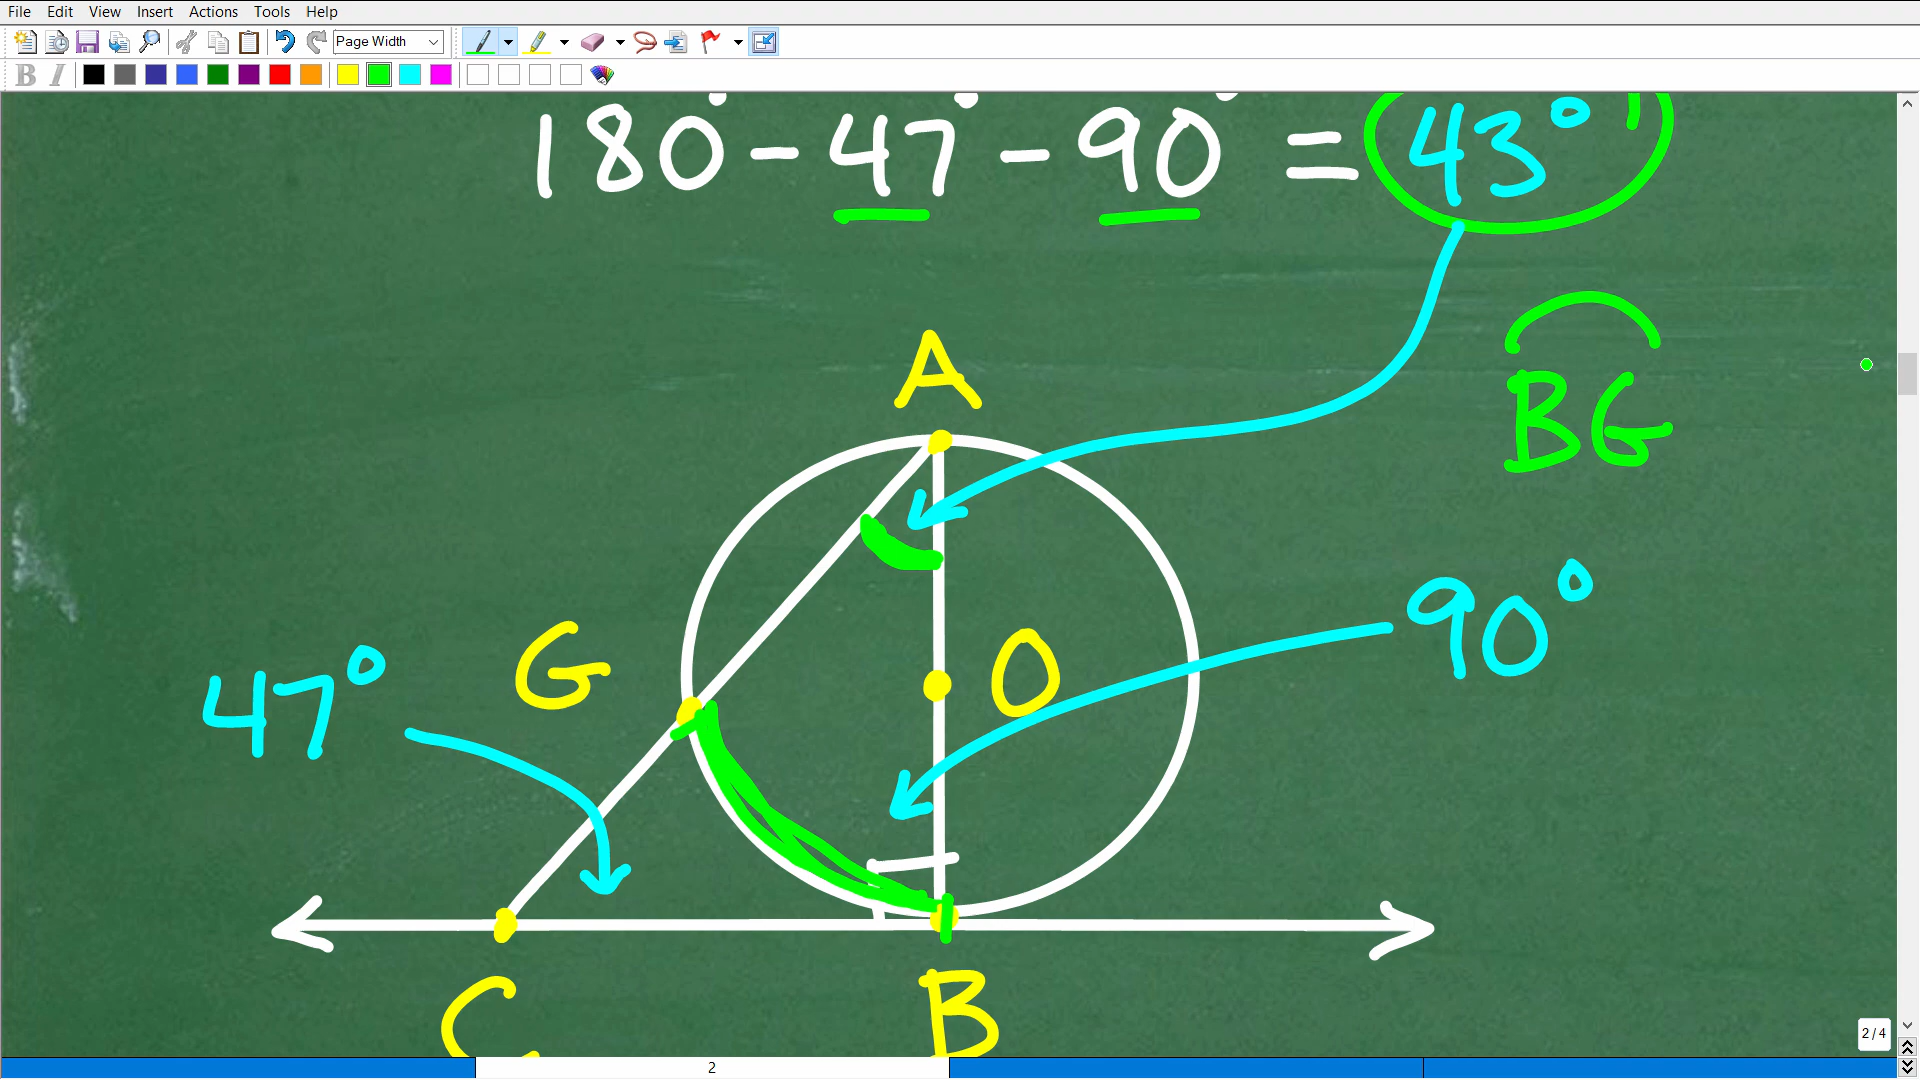 File Edit View Insert Actions Tools Help
Page Width
B I
180° - 47° - 90° = 43°
BG
A
90°
G
O
47°
C
B
2 / 4
2